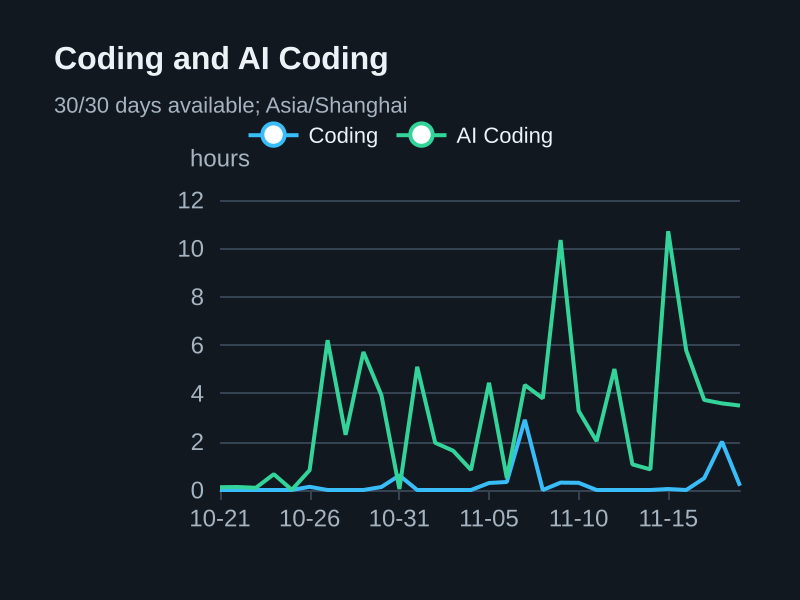 Coding and AI Coding
30/30 days available; Asia/Shanghai
Coding AI Coding
hours
12
10
8
6
4
2
0
10-21 10-26 10-31 11-05 11-10 11-15